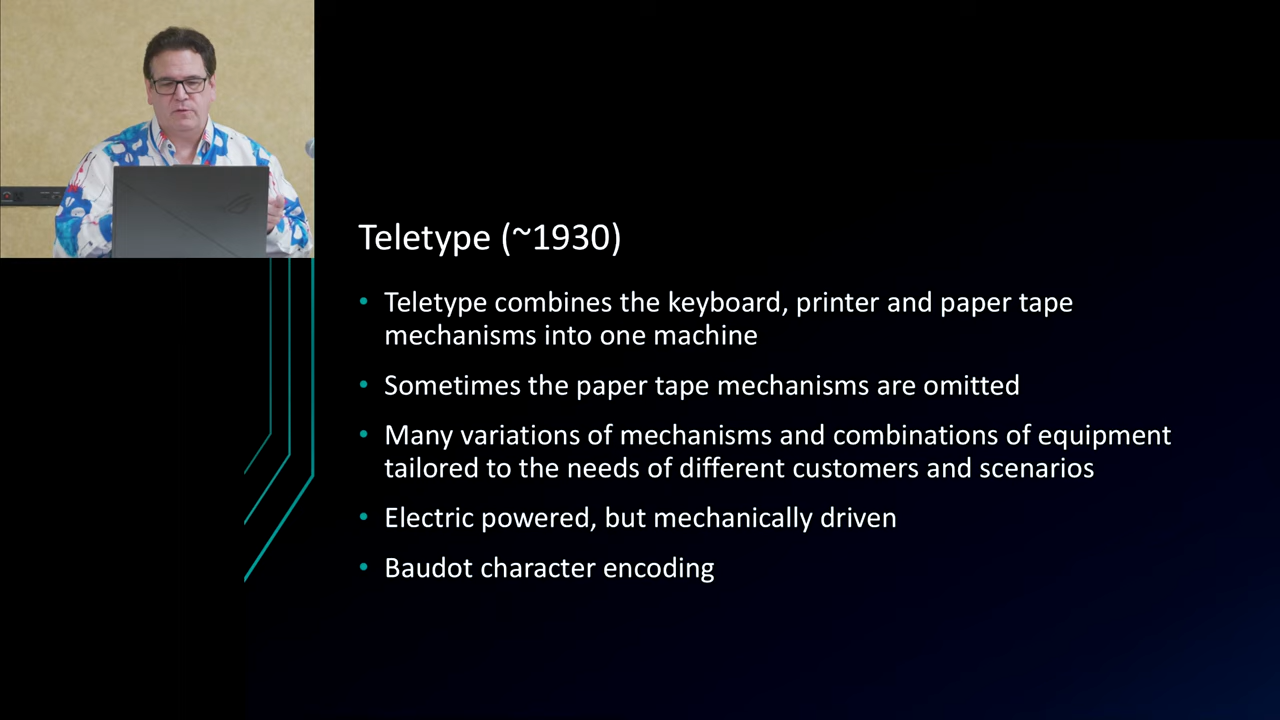 Teletype (~1930)
• Teletype combines the keyboard, printer and paper tape
mechanisms into one machine
• Sometimes the paper tape mechanisms are omitted
• Many variations of mechanisms and combinations of equipment
tailored to the needs of different customers and scenarios
• Electric powered, but mechanically driven
• Baudot character encoding